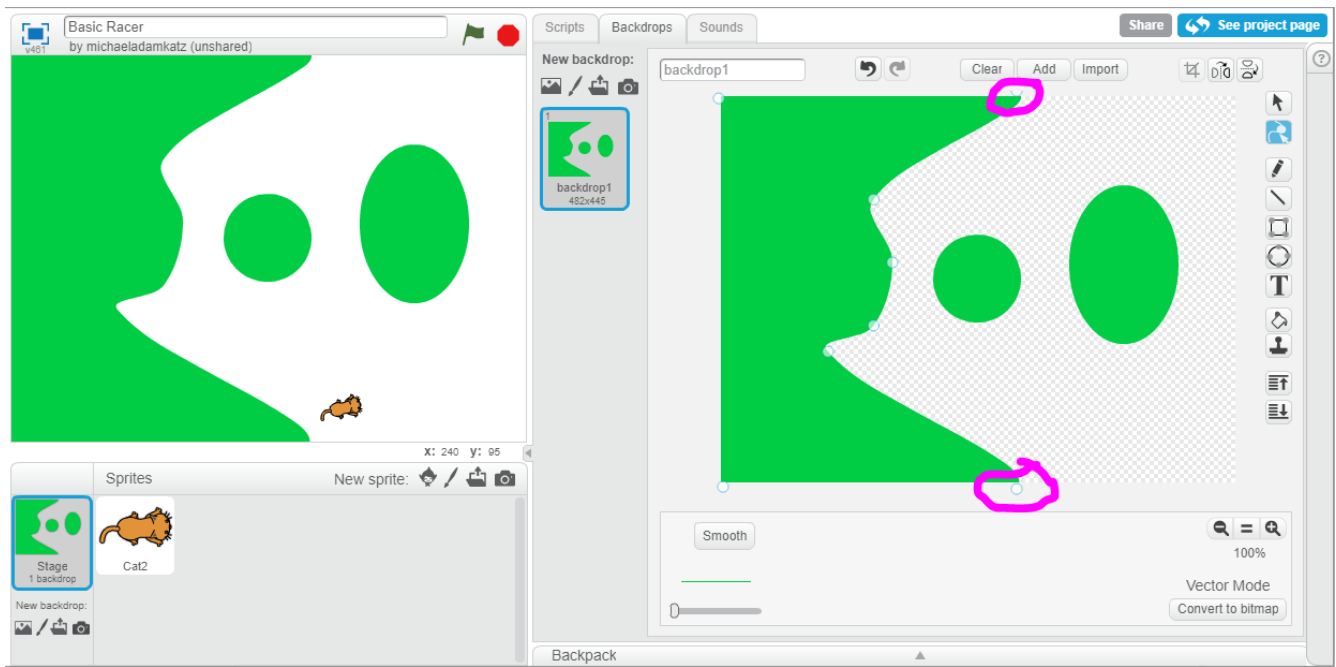 Basic Racer
v461
by michaeladamkatz (unshared)
Scripts
Backdrops
Sounds
Share
See project page
?
New backdrop:
backdrop1
Clear
Add
Import
1
backdrop1
482x445
T
x: 240 y: 95
Sprites
New sprite:
Stage
1 backdrop
Cat2
New backdrop:
Smooth
100%
Vector Mode
Convert to bitmap
Backpack